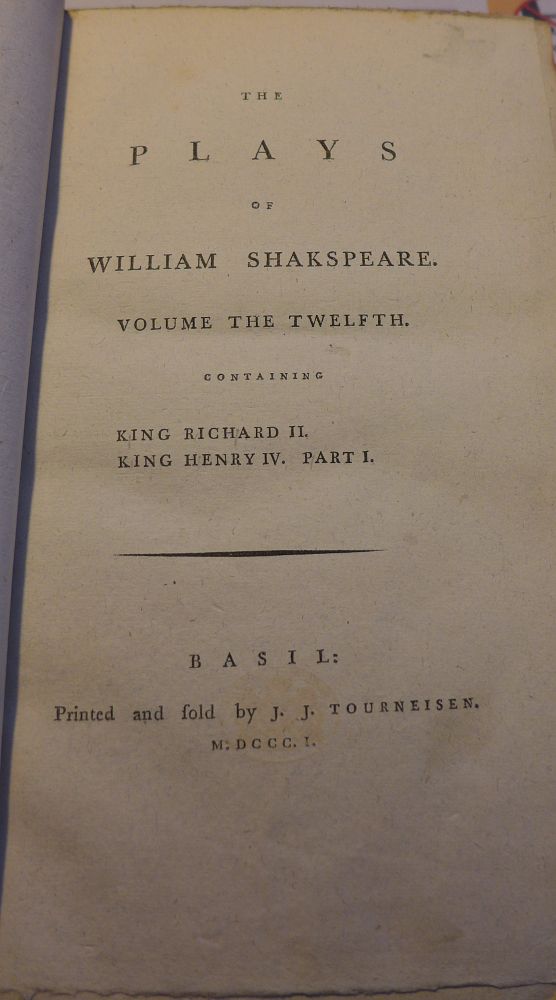 THE
PLAYS
OF
WILLIAM SHAKSPEARE.
VOLUME THE TWELFTH.
CONTAINING
KING RICHARD II.
KING HENRY IV. PART I.
BASIL:
Printed and ſold by J. J. TOURNEISEN.
M. DCCC. I.